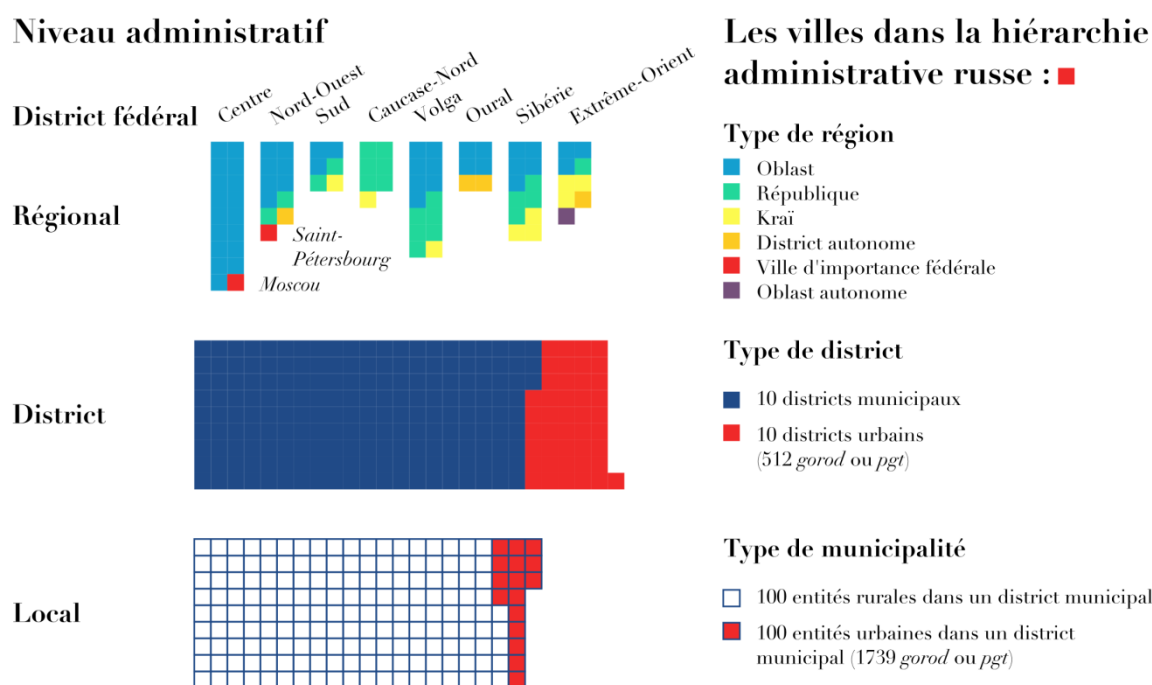 Niveau administratif
District fédéral
Centre
Nord-Ouest
Sud
Caucase-Nord
Volga
Oural
Sibérie
Extrême-Orient
Régional
Saint-
Pétersbourg
Moscou
District
Local
Les villes dans la hiérarchie
administrative russe :
Type de région
Oblast
République
Kraï
District autonome
Ville d'importance fédérale
Oblast autonome
Type de district
10 districts municipaux
10 districts urbains
(512 gorod ou pgt)
Type de municipalité
100 entités rurales dans un district municipal
100 entités urbaines dans un district
municipal (1739 gorod ou pgt)